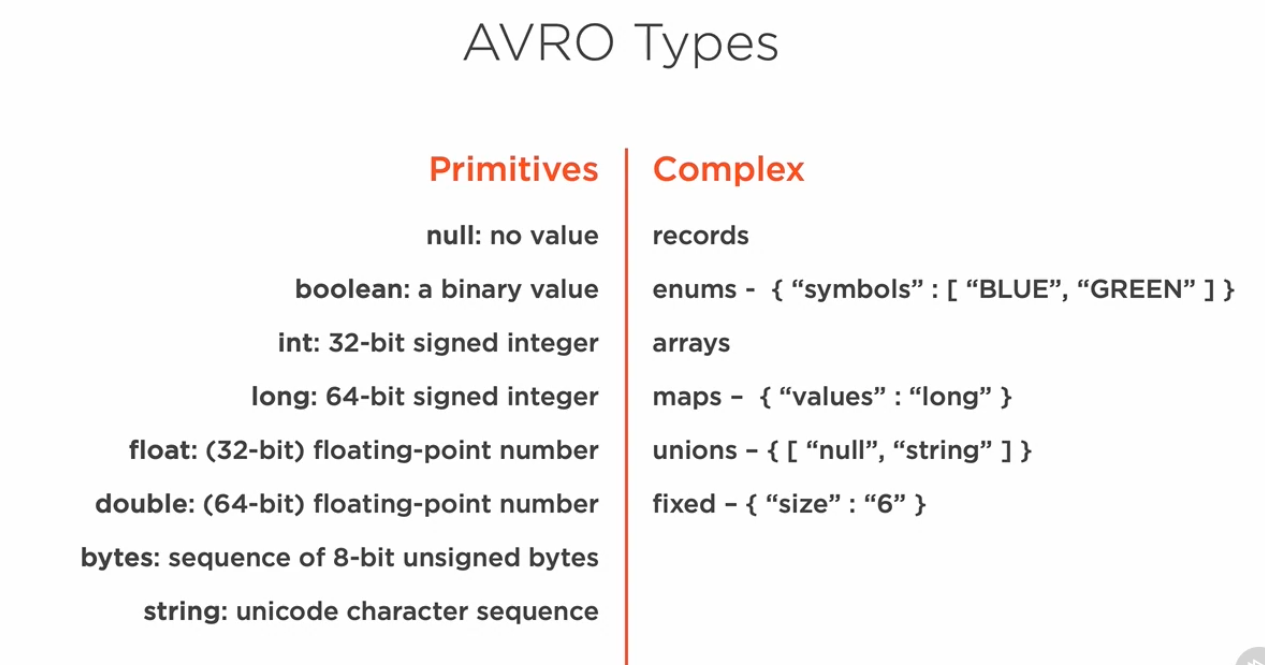 AVRO Types
Primitives
null: no value
boolean: a binary value
int: 32-bit signed integer
long: 64-bit signed integer
float: (32-bit) floating-point number
double: (64-bit) floating-point number
bytes: sequence of 8-bit unsigned bytes
string: unicode character sequence
Complex
records
enums - { “symbols” : [ “BLUE”, “GREEN” ] }
arrays
maps – { “values” : “long” }
unions – { [ “null”, “string” ] }
fixed – { “size” : “6” }